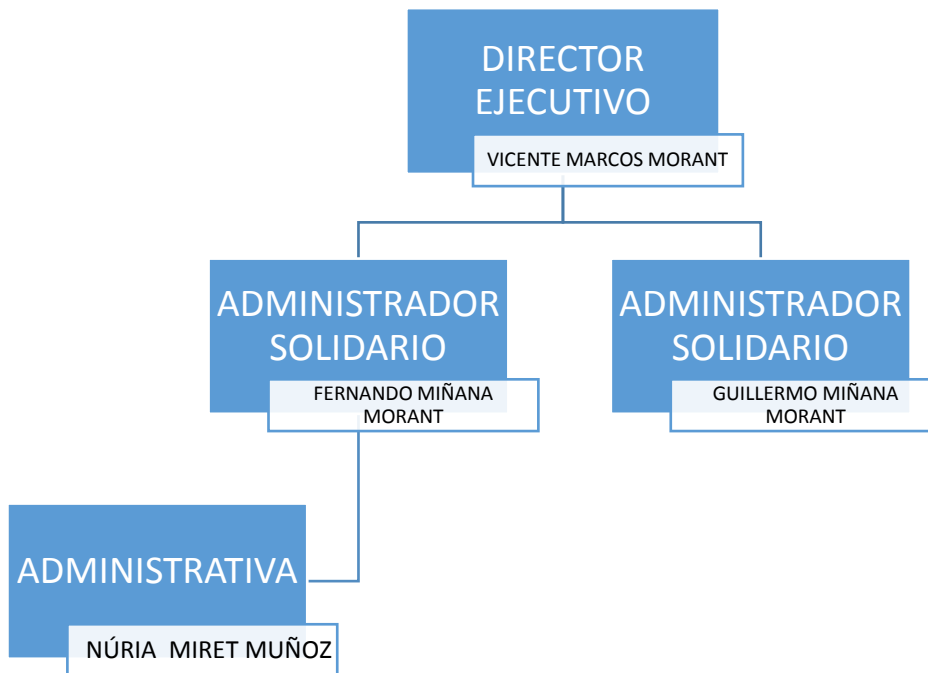 DIRECTOR
EJECUTIVO
VICENTE MARCOS MORANT
ADMINISTRADOR
SOLIDARIO
FERNANDO MIÑANA
MORANT
ADMINISTRADOR
SOLIDARIO
GUILLERMO MIÑANA
MORANT
ADMINISTRATIVA
NÚRIA  MIRET MUÑOZ